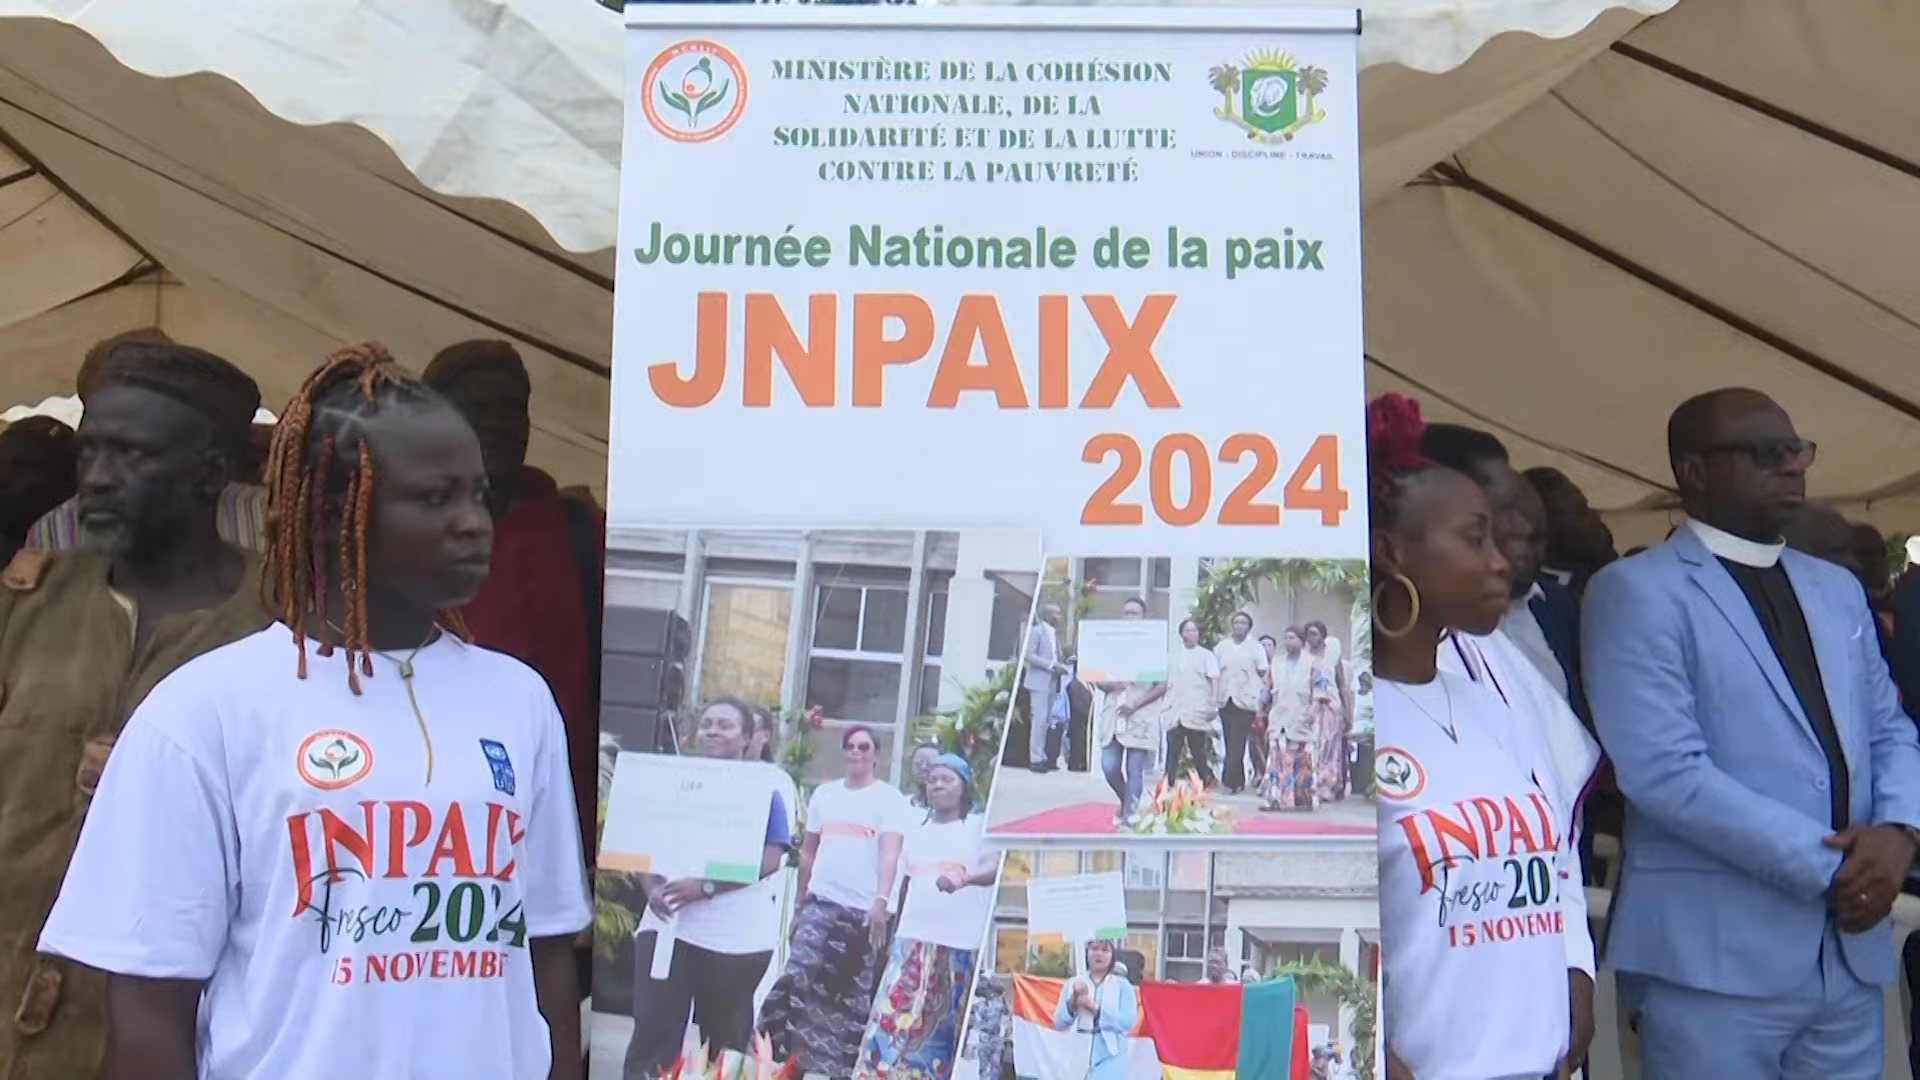 MINISTÈRE DE LA COHÉSION
NATIONALE, DE LA
SOLIDARITÉ ET DE LA LUTTE
CONTRE LA PAUVRETÉ
UNION - DISCIPLINE - TRAVAIL
Journée Nationale de la paix
JNPAIX
2024
JNPAIX
Fresco 2024
15 NOVEMB
JNPAI
Fresco 202
15 NOVEMB